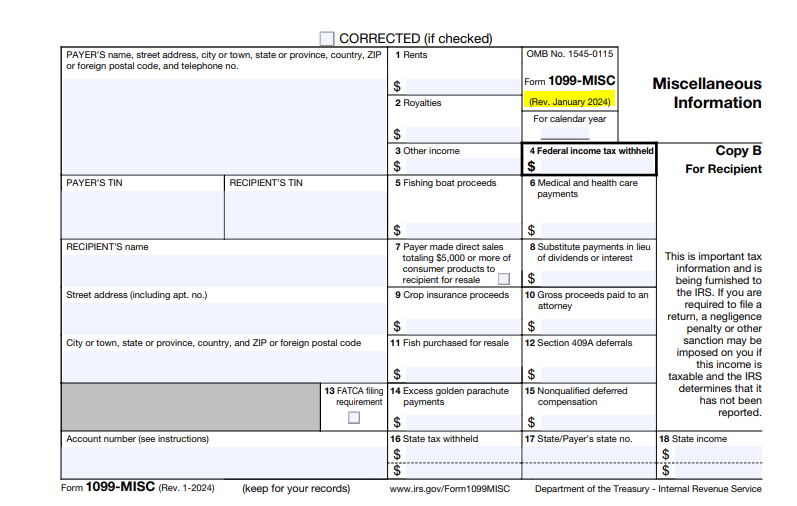 CORRECTED (if checked)
PAYER'S name, street address, city or town, state or province, country, ZIP
or foreign postal code, and telephone no.
1 Rents
$
2 Royalties
$
OMB No. 1545-0115
Form 1099-MISC
(Rev. January 2024)
For calendar year
Miscellaneous
Information
3 Other income
$
4 Federal income tax withheld
$
Copy B
For Recipient
PAYER'S TIN
RECIPIENT'S TIN
5 Fishing boat proceeds
$
6 Medical and health care
payments
$
RECIPIENT'S name
7 Payer made direct sales
totaling $5,000 or more of
consumer products to
recipient for resale
8 Substitute payments in lieu
of dividends or interest
$
This is important tax
information and is
being furnished to
the IRS. If you are
required to file a
return, a negligence
penalty or other
sanction may be
imposed on you if
this income is
taxable and the IRS
determines that it
has not been
reported.
Street address (including apt. no.)
9 Crop insurance proceeds
$
10 Gross proceeds paid to an
attorney
$
City or town, state or province, country, and ZIP or foreign postal code
11 Fish purchased for resale
$
12 Section 409A deferrals
$
13 FATCA filing
requirement
14 Excess golden parachute
payments
$
15 Nonqualified deferred
compensation
$
Account number (see instructions)
16 State tax withheld
$
$
17 State/Payer's state no.
18 State income
$
$
Form 1099-MISC (Rev. 1-2024)
(keep for your records)
www.irs.gov/Form1099MISC
Department of the Treasury - Internal Revenue Service